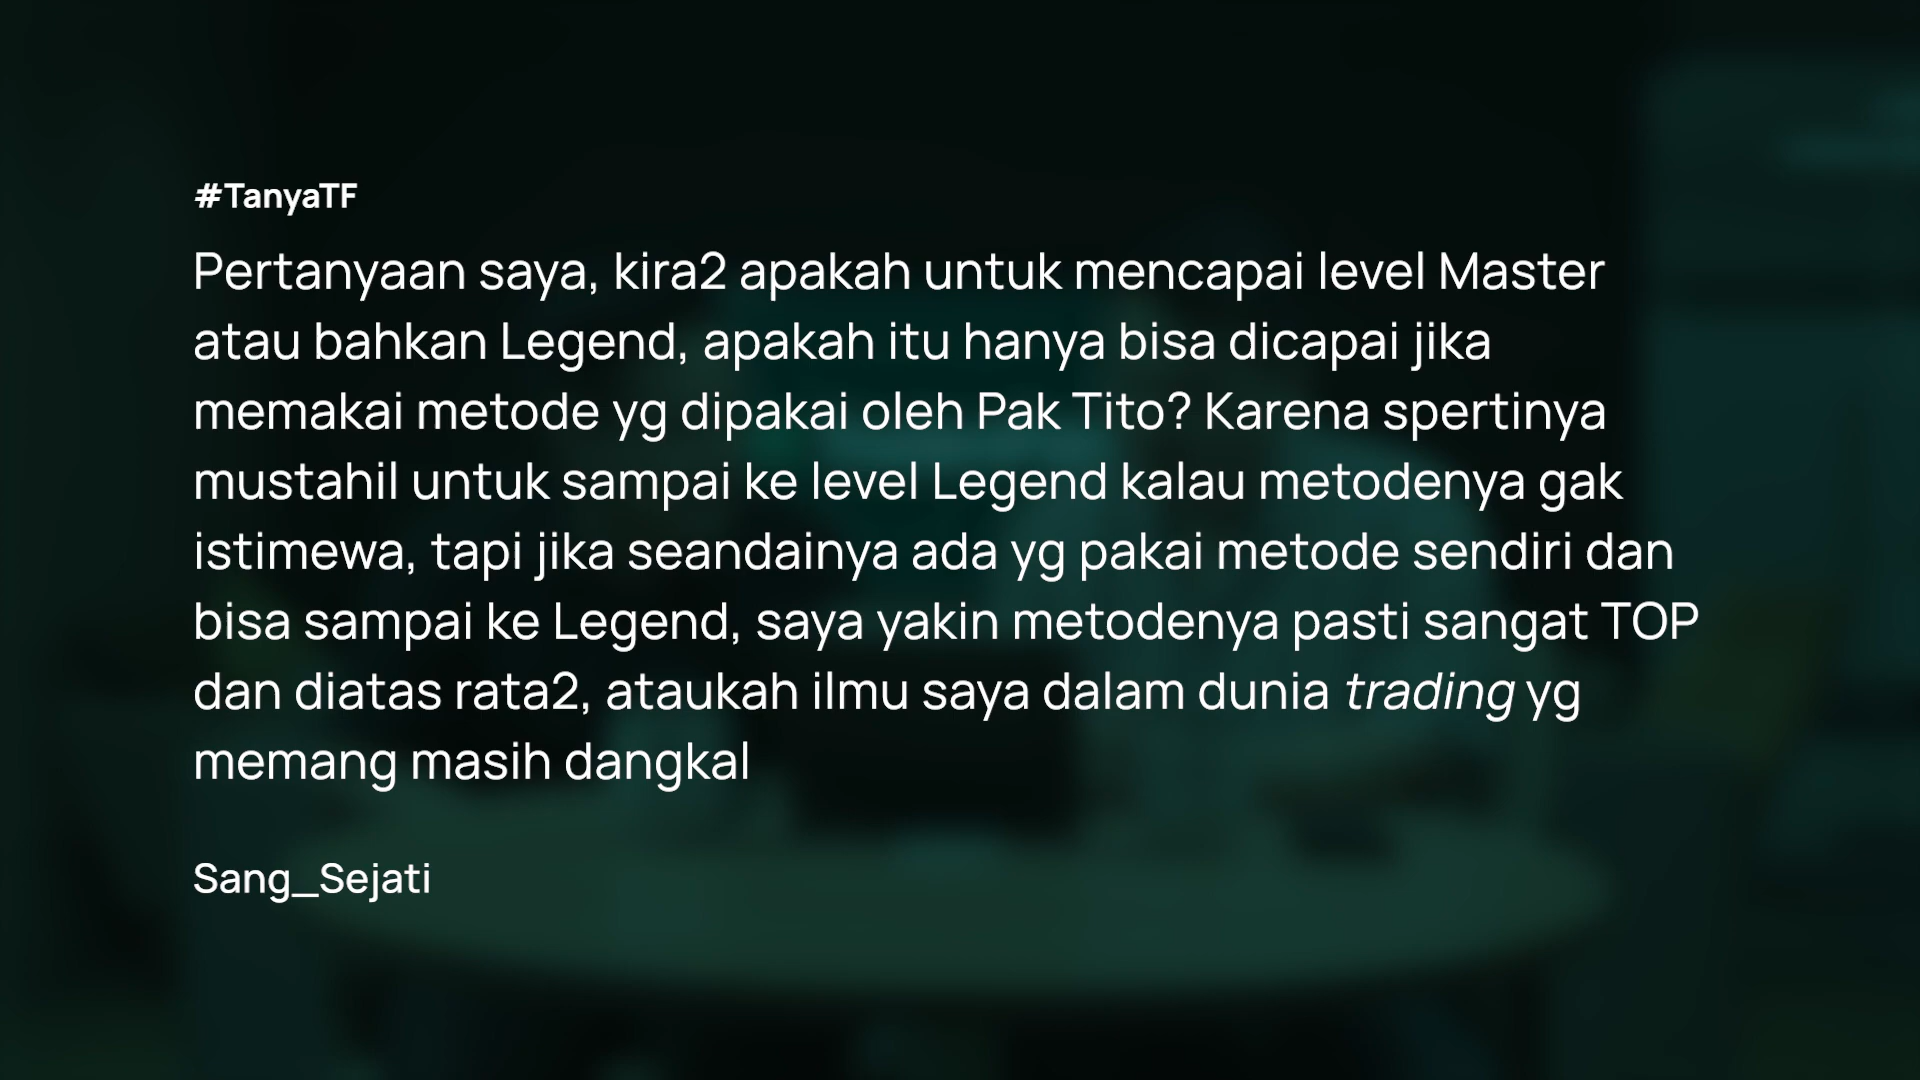 #TanyaTF
Pertanyaan saya, kira2 apakah untuk mencapai level Master
atau bahkan Legend, apakah itu hanya bisa dicapai jika
memakai metode yg dipakai oleh Pak Tito? Karena spertinya
mustahil untuk sampai ke level Legend kalau metodenya gak
istimewa, tapi jika seandainya ada yg pakai metode sendiri dan
bisa sampai ke Legend, saya yakin metodenya pasti sangat TOP
dan diatas rata2, ataukah ilmu saya dalam dunia trading yg
memang masih dangkal
Sang_Sejati